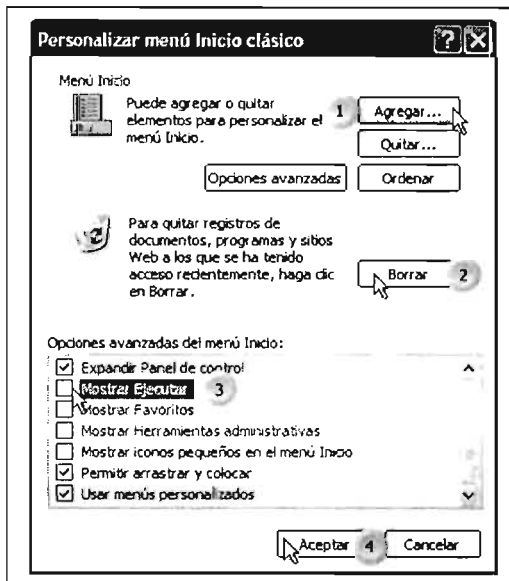 Personalizar menú Inicio clásico
Menú Inicio
Puede agregar o quitar
elementos para personalizar el
menú Inicio.
1
Agregar...
Quitar...
Opciones avanzadas
Ordenar
Para quitar registros de
documentos, programas y sitios
Web a los que se ha tenido
acceso recientemente, haga clic
en Borrar.
Borrar
2
Opciones avanzadas del menú Inicio:
Expandir Panel de control
Mostrar Ejecutar
3
Mostrar Favoritos
Mostrar Herramientas administrativas
Mostrar iconos pequeños en el menú Inicio
Permitir arrastrar y colocar
Usar menús personalizados
Aceptar
4
Cancelar